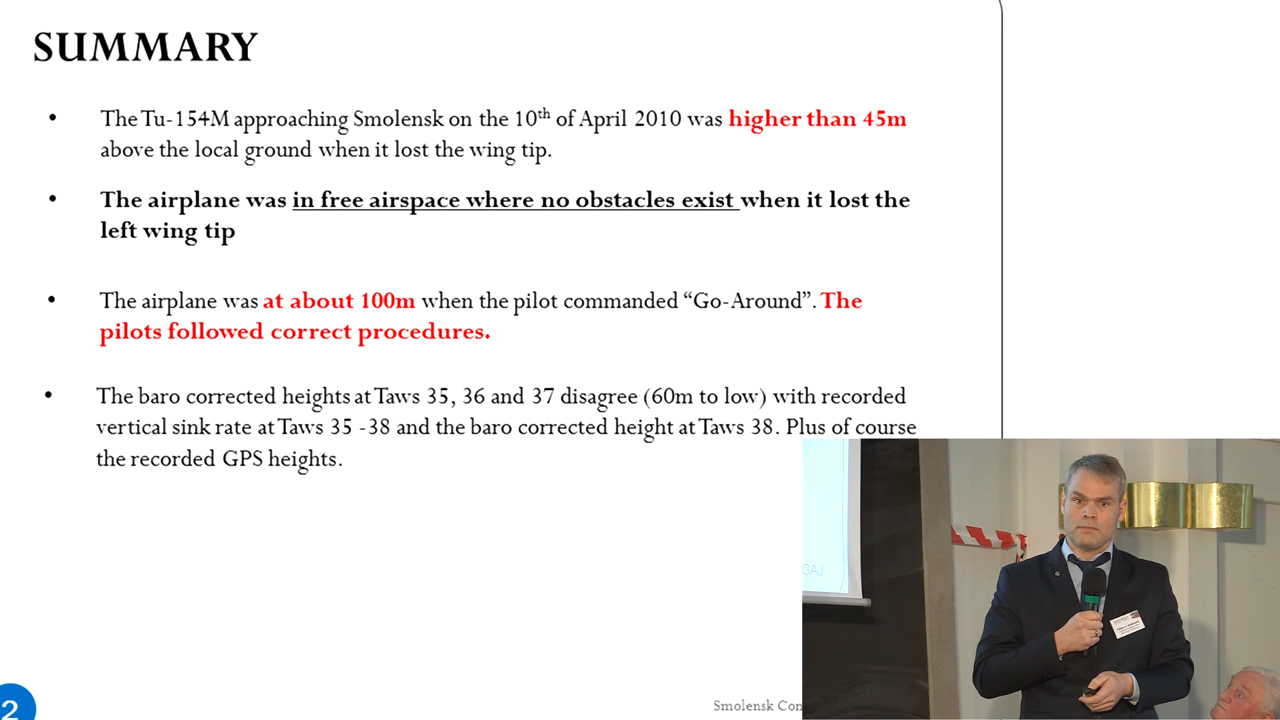 SUMMARY
• The Tu-154M approaching Smolensk on the 10th of April 2010 was higher than 45m
above the local ground when it lost the wing tip.
• The airplane was in free airspace where no obstacles exist when it lost the
left wing tip
• The airplane was at about 100m when the pilot commanded “Go-Around”. The
pilots followed correct procedures.
• The baro corrected heights at Taws 35, 36 and 37 disagree (60m to low) with recorded
vertical sink rate at Taws 35 -38 and the baro corrected height at Taws 38. Plus of course
the recorded GPS heights.
GAJ
2
Smolensk Con